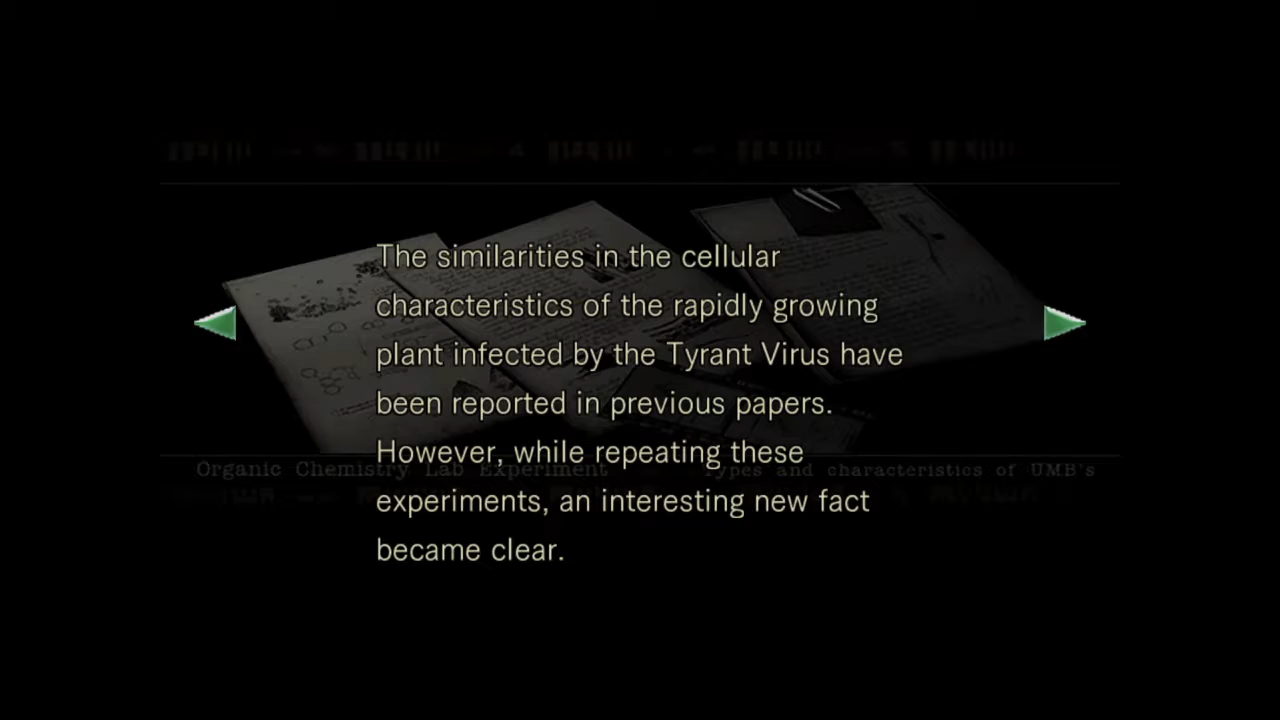 The similarities in the cellular
characteristics of the rapidly growing
plant infected by the Tyrant Virus have
been reported in previous papers.
However, while repeating these
Organic Chemistry Lab Experiment Types and characteristics of UMB's
experiments, an interesting new fact
became clear.